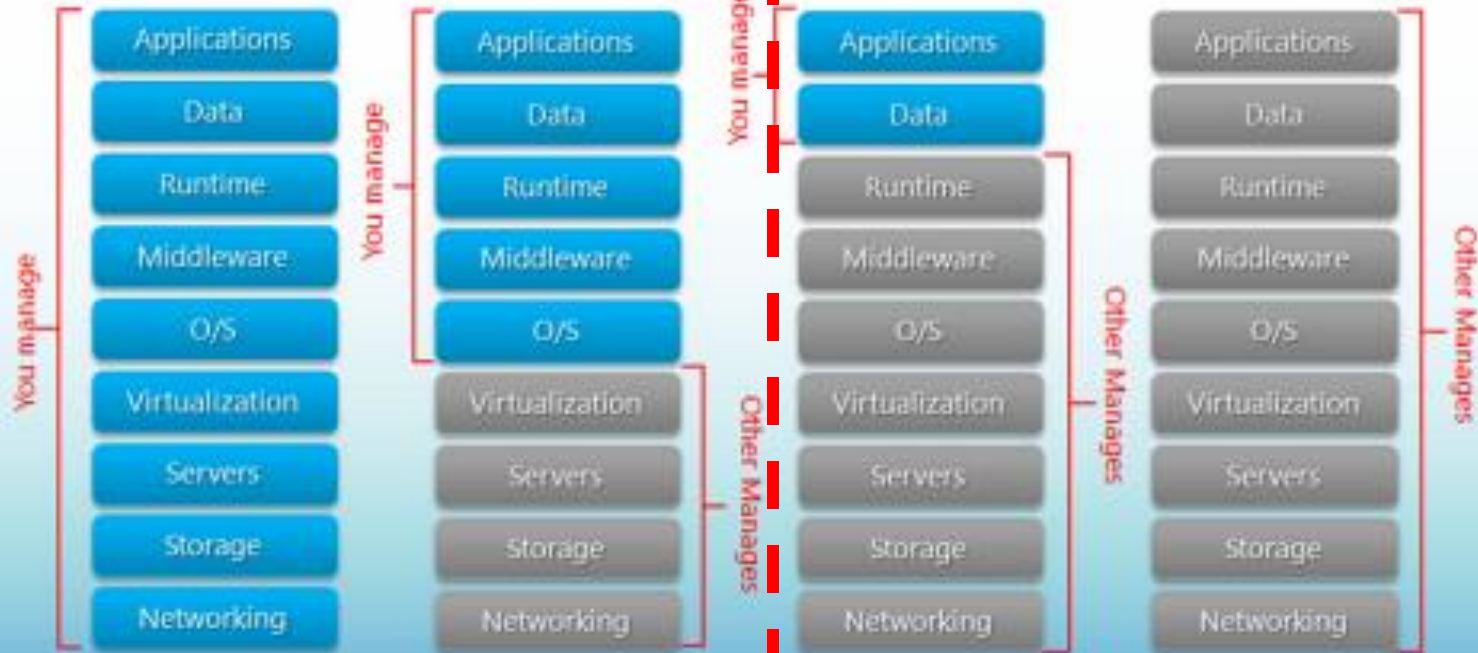 You manage
Applications
Data
Runtime
Middleware
O/S
Virtualization
Servers
Storage
Networking
You manage
Applications
Data
Runtime
Middleware
O/S
Virtualization
Servers
Storage
Networking
Other Manages
You manag
Applications
Data
Runtime
Middleware
O/S
Virtualization
Servers
Storage
Networking
Other Manages
Applications
Data
Runtime
Middleware
O/S
Virtualization
Servers
Storage
Networking
Other Manages